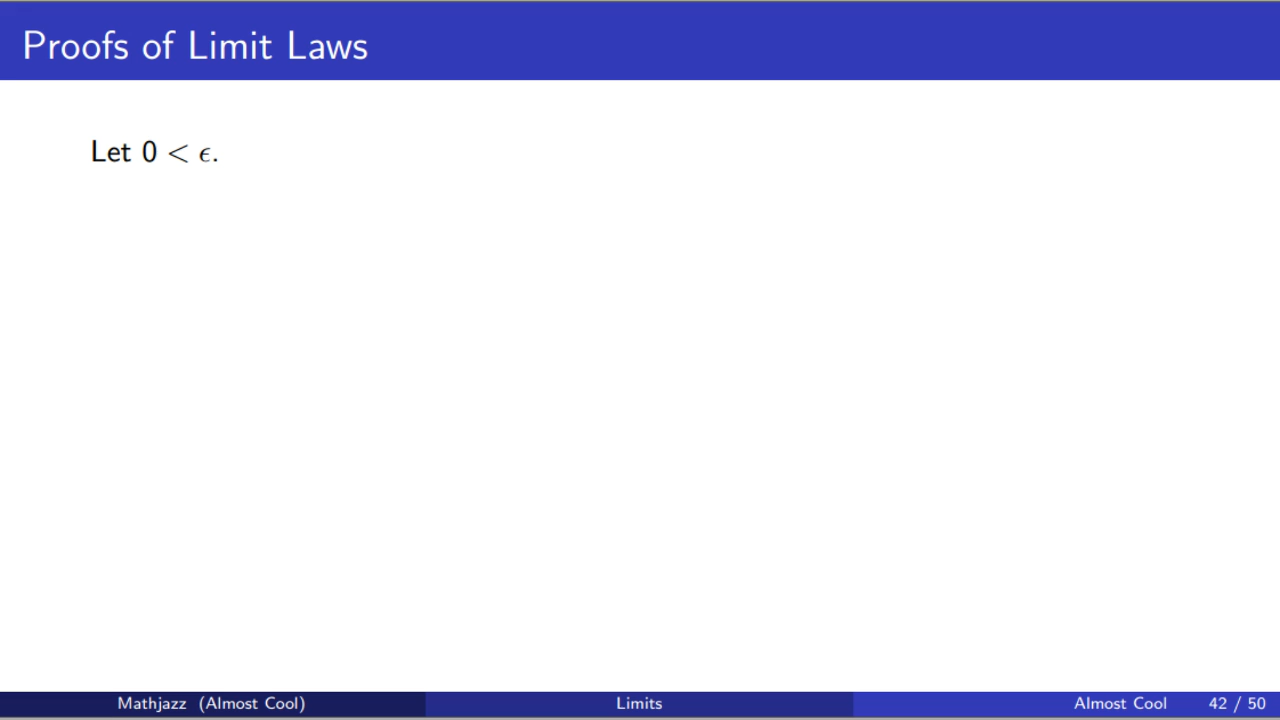 Proofs of Limit Laws
Let 0 < ϵ.
Mathjazz (Almost Cool) Limits Almost Cool 42 / 50